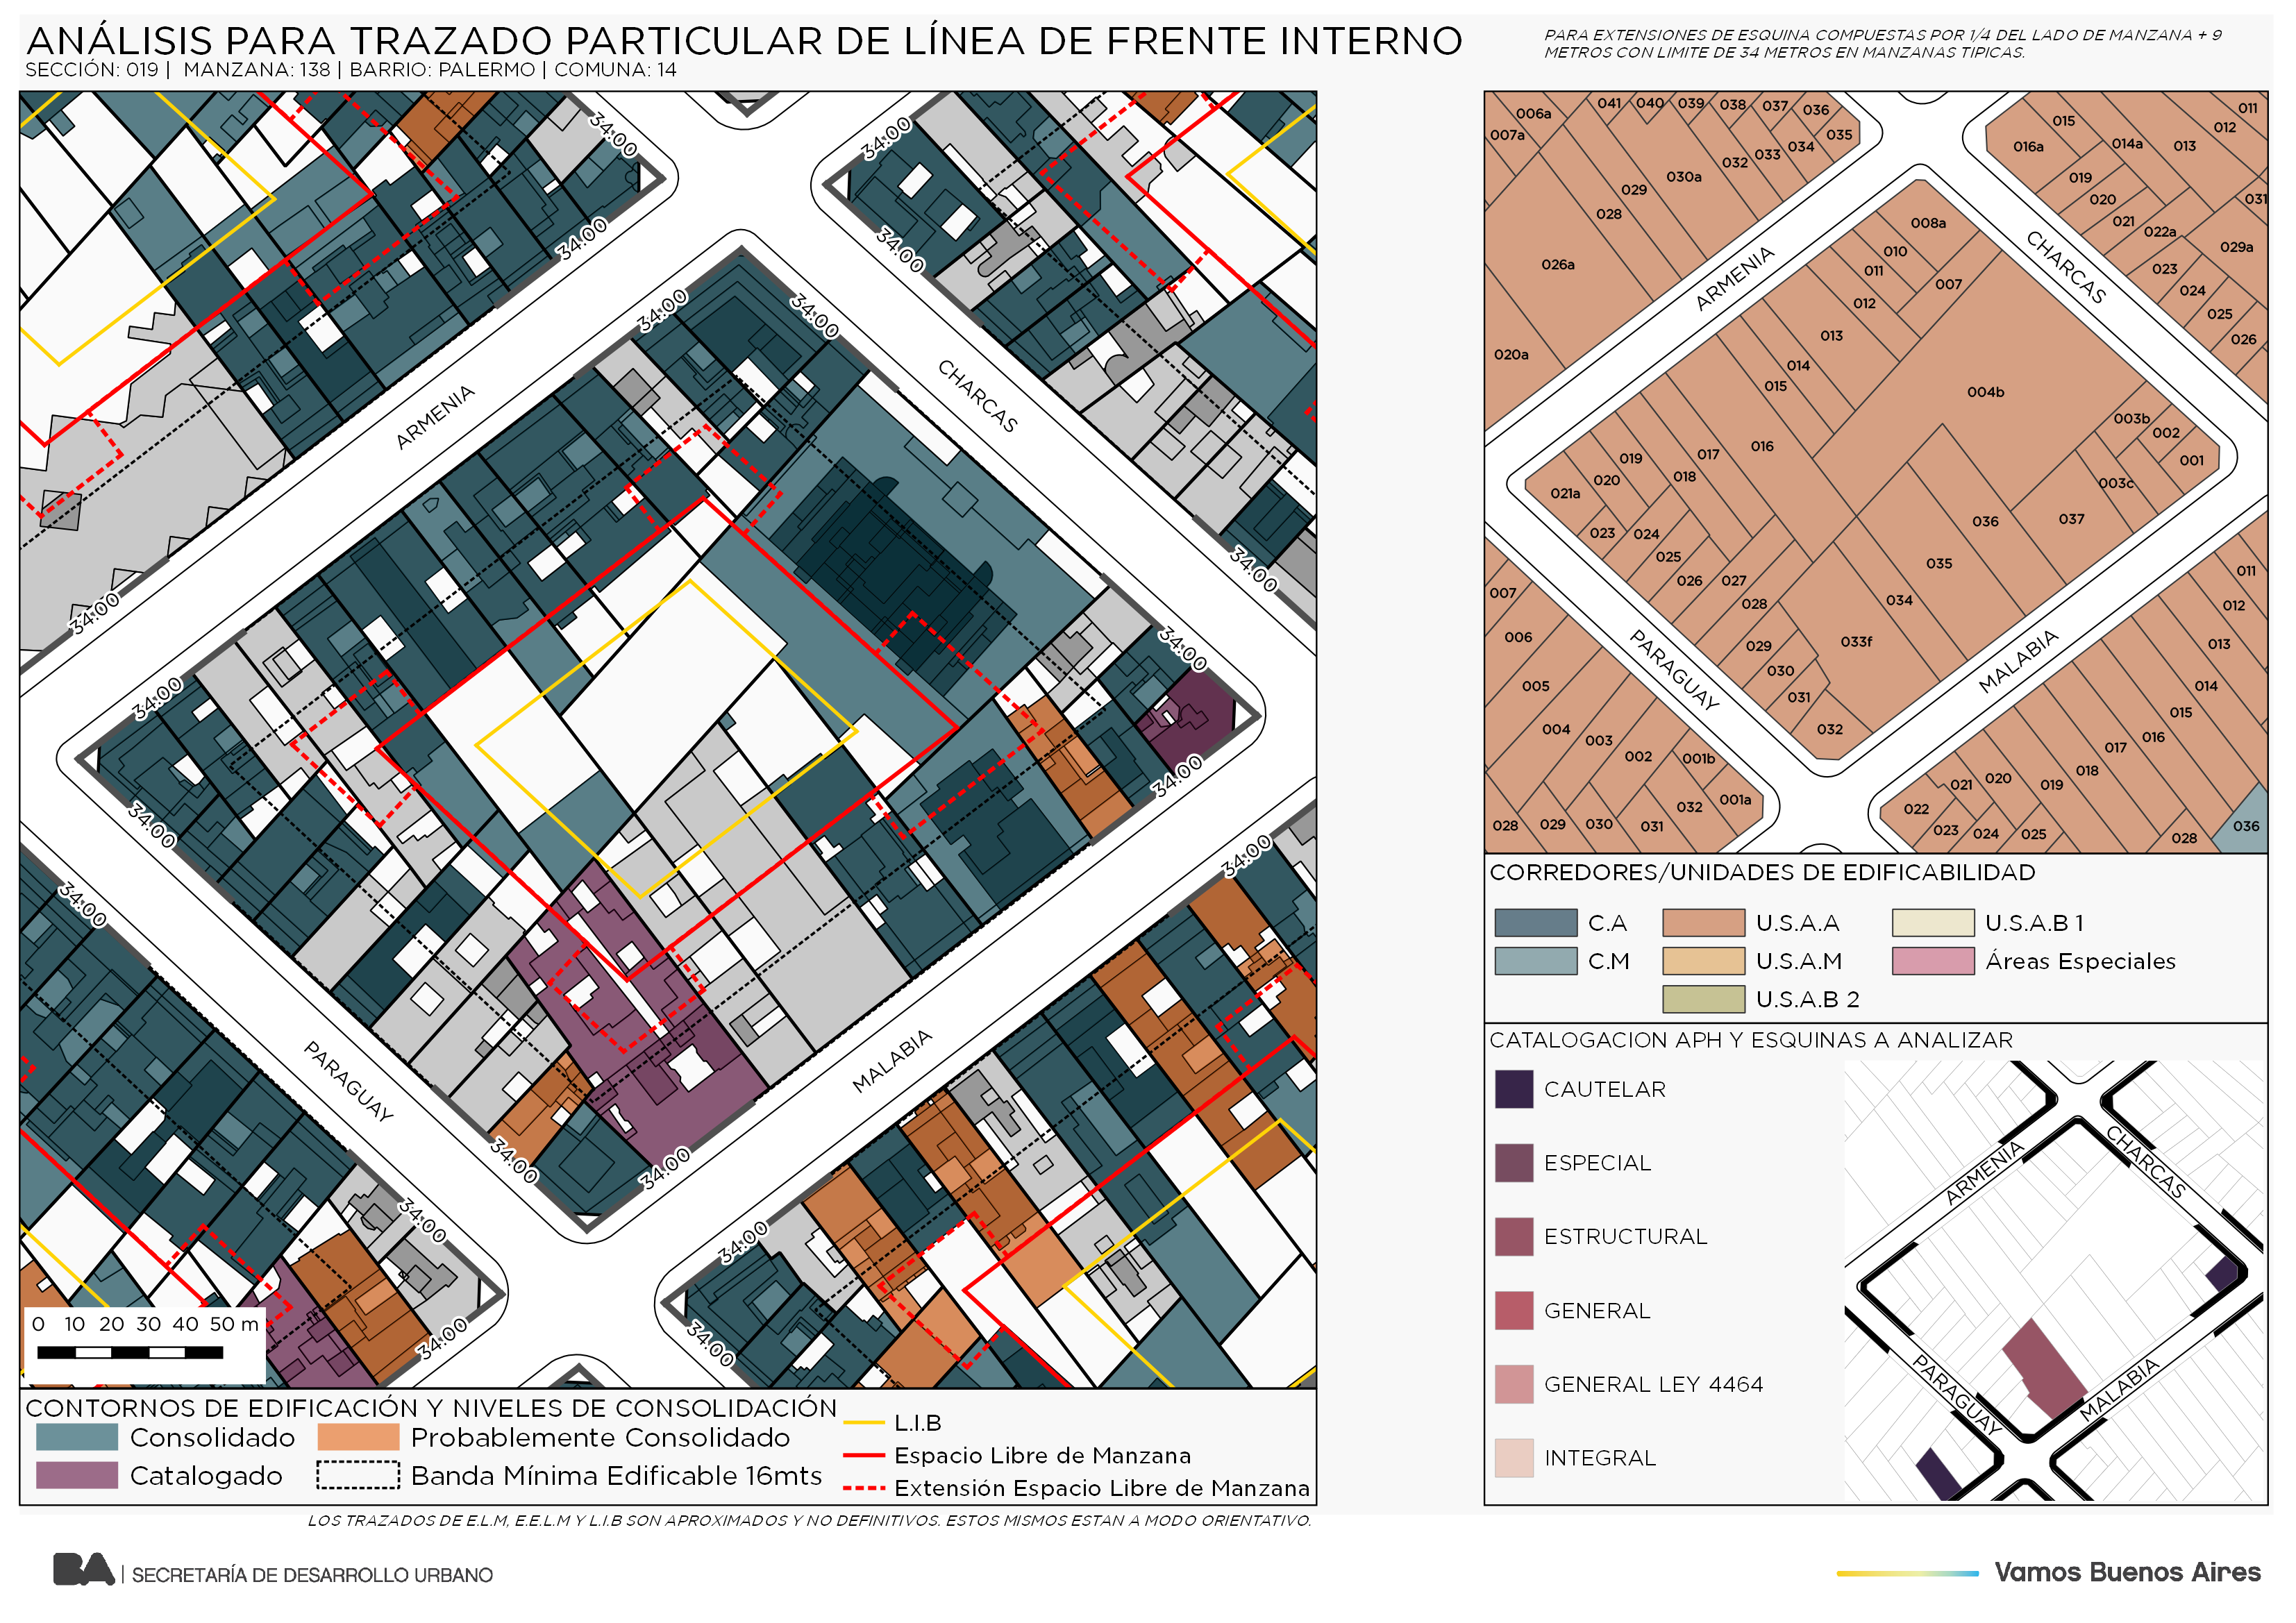 ANÁLISIS PARA TRAZADO PARTICULAR DE LÍNEA DE FRENTE INTERNO
SECCIÓN: 019 | MANZANA: 138 | BARRIO: PALERMO | COMUNA: 14
PARA EXTENSIONES DE ESQUINA COMPUESTAS POR 1/4 DEL LADO DE MANZANA + 9
METROS CON LIMITE DE 34 METROS EN MANZANAS TIPICAS.
34.00
34.00
34.00
34.00
34.00
34.00
ARMENIA
CHARCAS
34.00
34.00
34.00
34.00
34.00
34.00
34.00
34.00
PARAGUAY
MALABIA
34.00
34.00
34.00
34.00
34.00
34.00
0 10 20 30 40 50 m
CONTORNOS DE EDIFICACIÓN Y NIVELES DE CONSOLIDACIÓN
Consolidado
Probablemente Consolidado
Catalogado
Banda Mínima Edificable 16mts
L.I.B
Espacio Libre de Manzana
Extensión Espacio Libre de Manzana
LOS TRAZADOS DE E.L.M, E.E.L.M Y L.I.B SON APROXIMADOS Y NO DEFINITIVOS. ESTOS MISMOS ESTAN A MODO ORIENTATIVO.
006a 041 040 039 038 037 036
007a 035
034
033
032
030a
029
028
026a
020a
015 011
012
016a 014a 013
019
020 031
021
022a
029a
023
024
025
026
ARMENIA
CHARCAS
008a
010
011
007
012
013
014
015
004b
003b
002
001
003c
016
017
018
019
020
021a
023
024
025
026
027
028
029
030
031
032
033f
034
035
036
037
PARAGUAY
MALABIA
007
006
005
004
003
002
001b
001a
032
031
030
029
028
011
012
013
014
015
016
017
018
019
020
021
022
023
024
025
028
036
CORREDORES/UNIDADES DE EDIFICABILIDAD
C.A
U.S.A.A
U.S.A.B 1
C.M
U.S.A.M
Áreas Especiales
U.S.A.B 2
CATALOGACION APH Y ESQUINAS A ANALIZAR
CAUTELAR
ESPECIAL
ESTRUCTURAL
GENERAL
GENERAL LEY 4464
INTEGRAL
ARMENIA
CHARCAS
PARAGUAY
MALABIA
BA | SECRETARÍA DE DESARROLLO URBANO
Vamos Buenos Aires